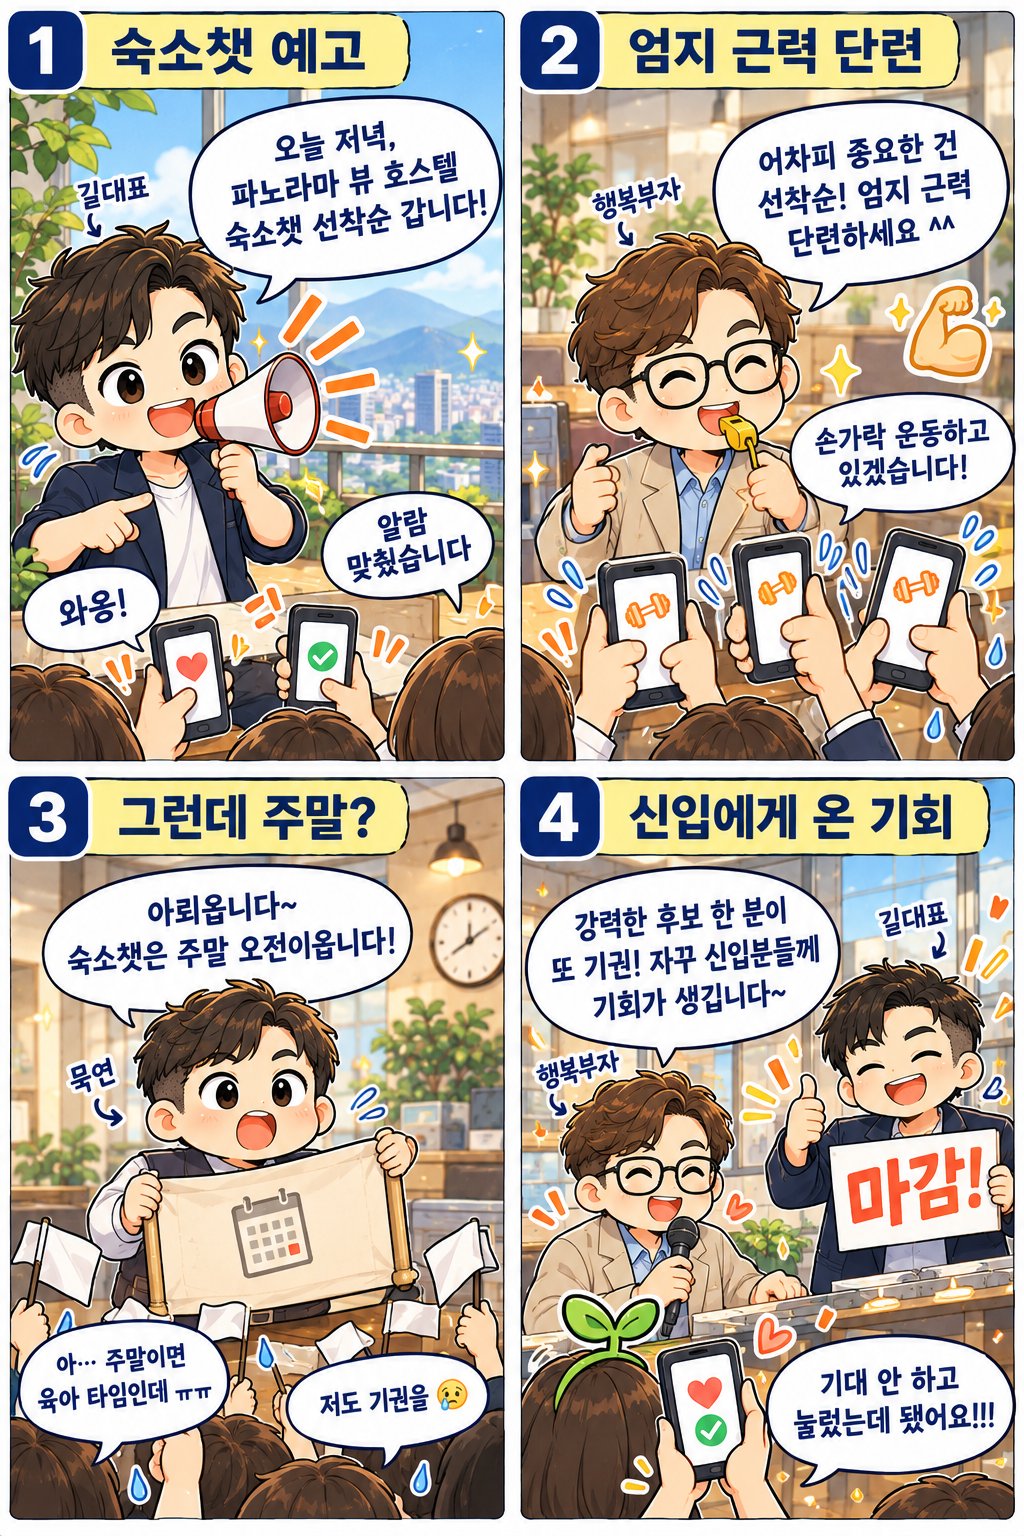 1 숙소챗 예고
오늘 저녁,
파노라마 뷰 호스텔
숙소챗 선착순 갑니다!
길대표
알람
맞췄습니다
와옹!
2 엄지 근력 단련
어차피 중요한 건
선착순! 엄지 근력
단련하세요 ^^
행복부자
손가락 운동하고
있겠습니다!
3 그런데 주말?
아뢰옵니다~
숙소챗은 주말 오전이옵니다!
묵연
아… 주말이면
육아 타임인데 ㅠㅠ
저도 기권을 😢
4 신입에게 온 기회
강력한 후보 한 분이
또 기권! 자꾸 신입분들께
기회가 생깁니다~
길대표
행복부자
마감!
기대 안 하고
눌렀는데 됐어요!!!